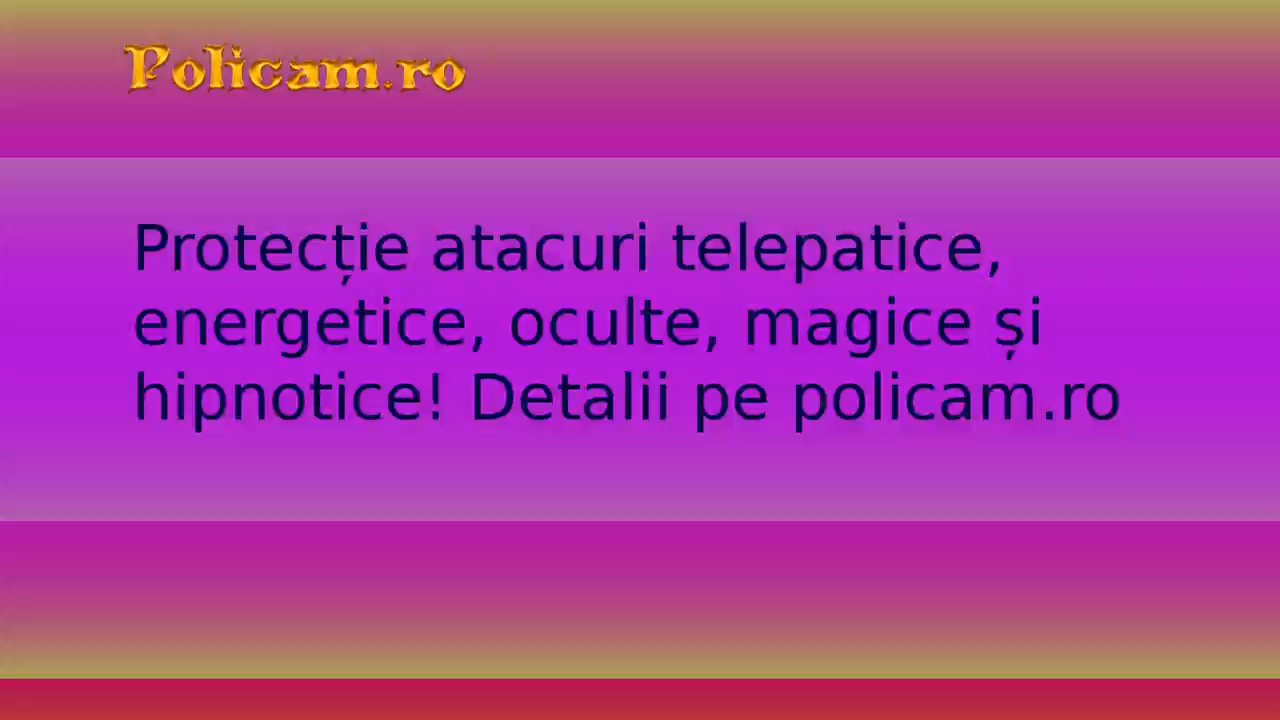 Policam.ro
Protecție atacuri telepatice,
energetice, oculte, magice și
hipnotice! Detalii pe policam.ro